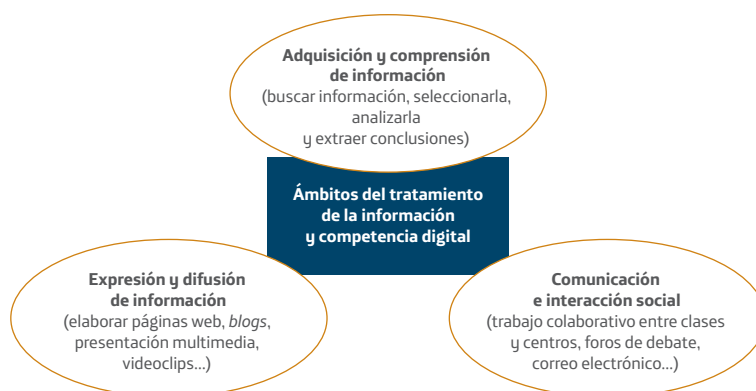 Adquisición y comprensión
de información
(buscar información, seleccionarla,
analizarla
y extraer conclusiones)
Ámbitos del tratamiento
de la información
y competencia digital
Expresión y difusión
de información
(elaborar páginas web, blogs,
presentación multimedia,
videoclips...)
Comunicación
e interacción social
(trabajo colaborativo entre clases
y centros, foros de debate,
correo electrónico...)